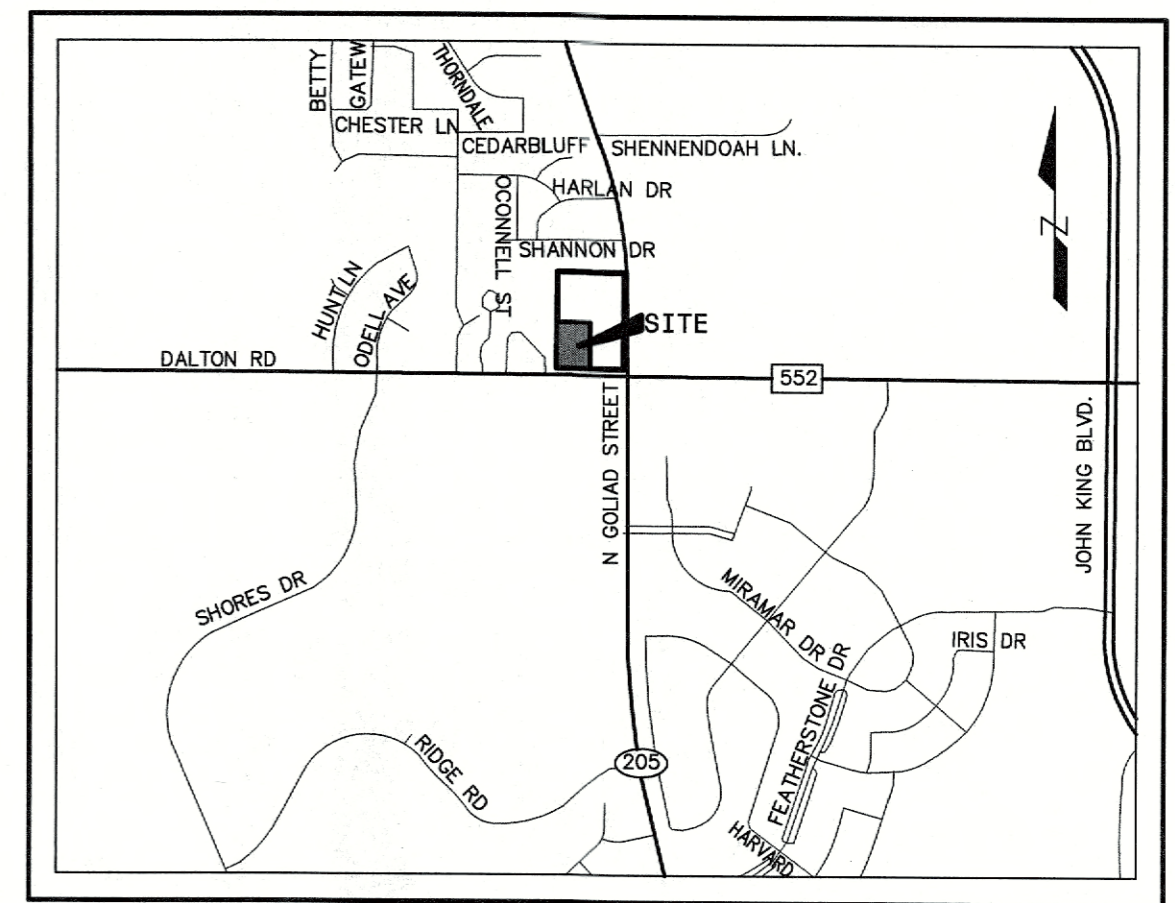 BETTY
GATEW
THORNDALE
CHESTER LN
CEDARBLUFF
SHENNENDOAH LN.
OCONNELL ST
HARLAN DR
SHANNON DR
N
HUNT LN
ODELL AVE
SITE
DALTON RD
552
N GOLIAD STREET
JOHN KING BLVD.
SHORES DR
MIRAMAR DR
IRIS DR
FEATHERSTONE DR
RIDGE RD
205
HARVARD